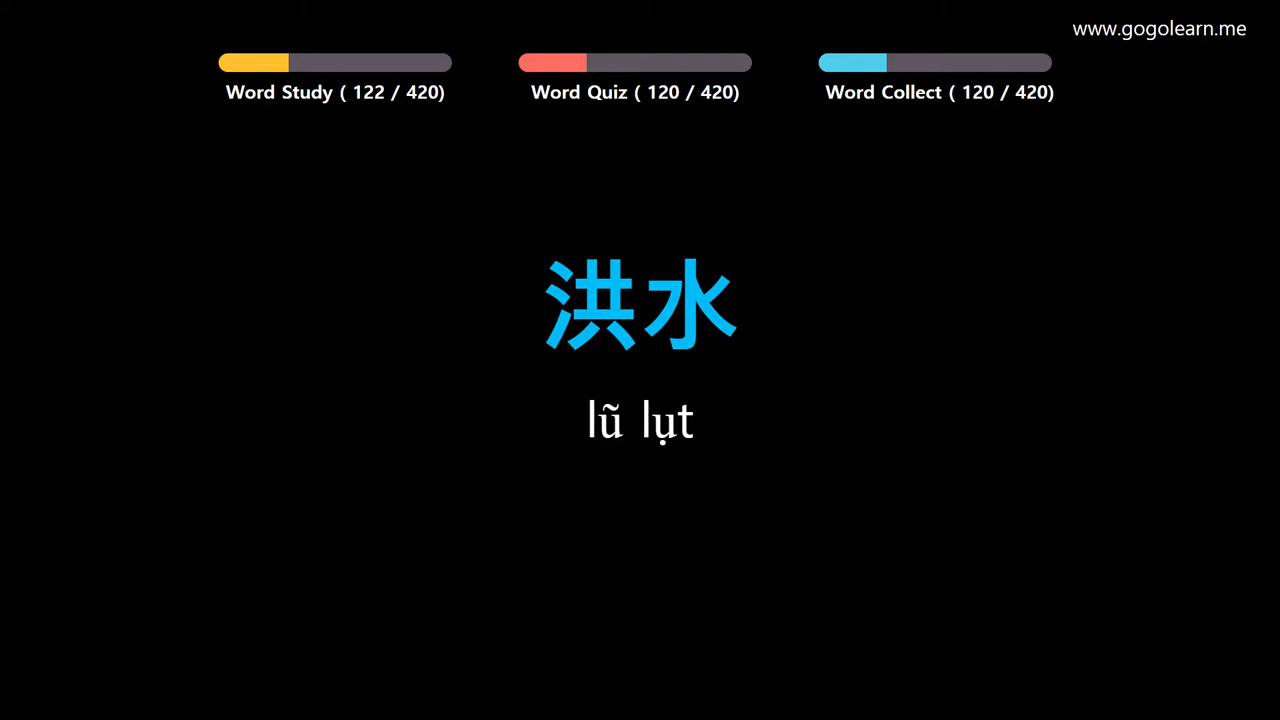 www.gogolearn.me
Word Study ( 122 / 420)
Word Quiz ( 120 / 420)
Word Collect ( 120 / 420)
洪水
lũ lụt